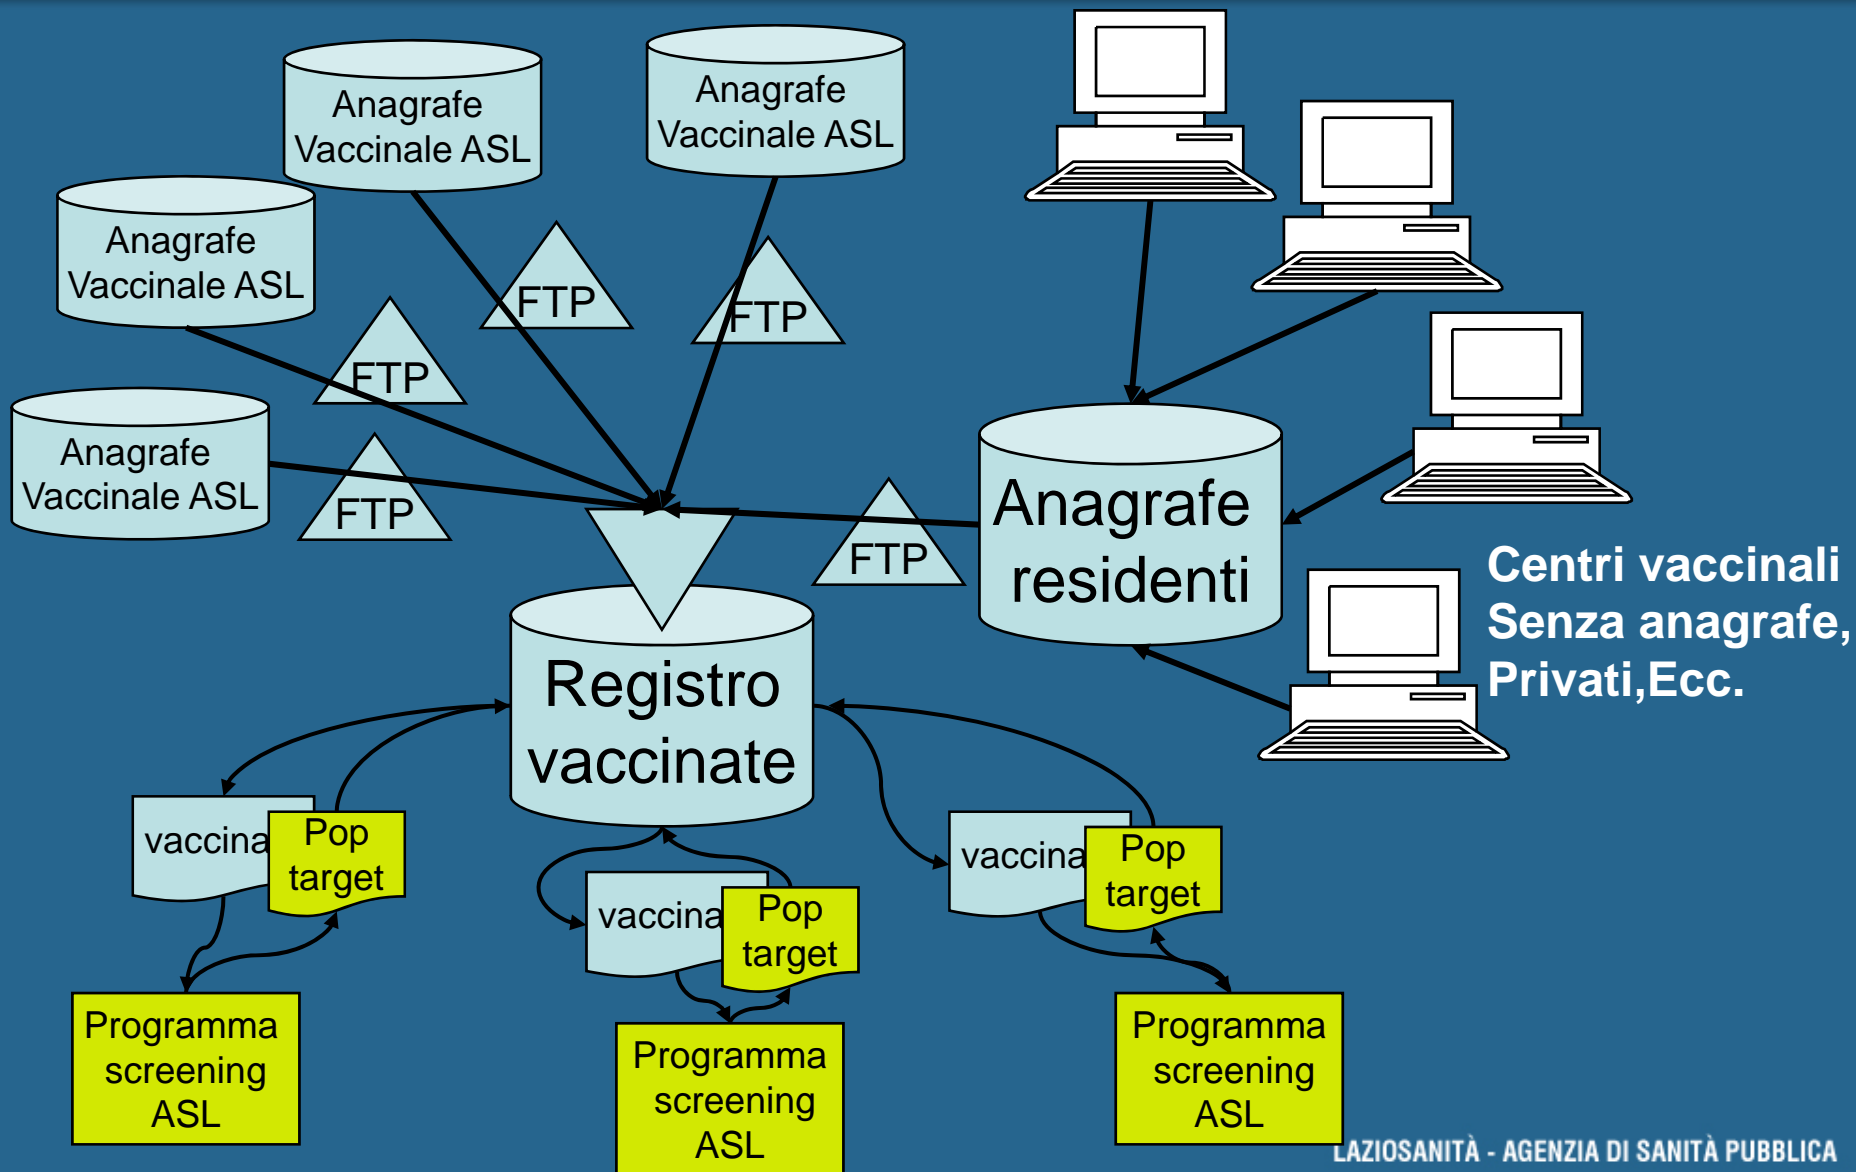 Anagrafe
Vaccinale ASL
Anagrafe
Vaccinale ASL
Anagrafe
Vaccinale ASL
Anagrafe
Vaccinale ASL
FTP
FTP
FTP
FTP
FTP
Anagrafe
residenti
Centri vaccinali
Senza anagrafe,
Privati,Ecc.
Registro
vaccinate
vaccina
Pop
target
vaccina
Pop
target
vaccina
Pop
target
Programma
screening
ASL
Programma
screening
ASL
Programma
screening
ASL
LAZIOSANITÀ - AGENZIA DI SANITÀ PUBBLICA